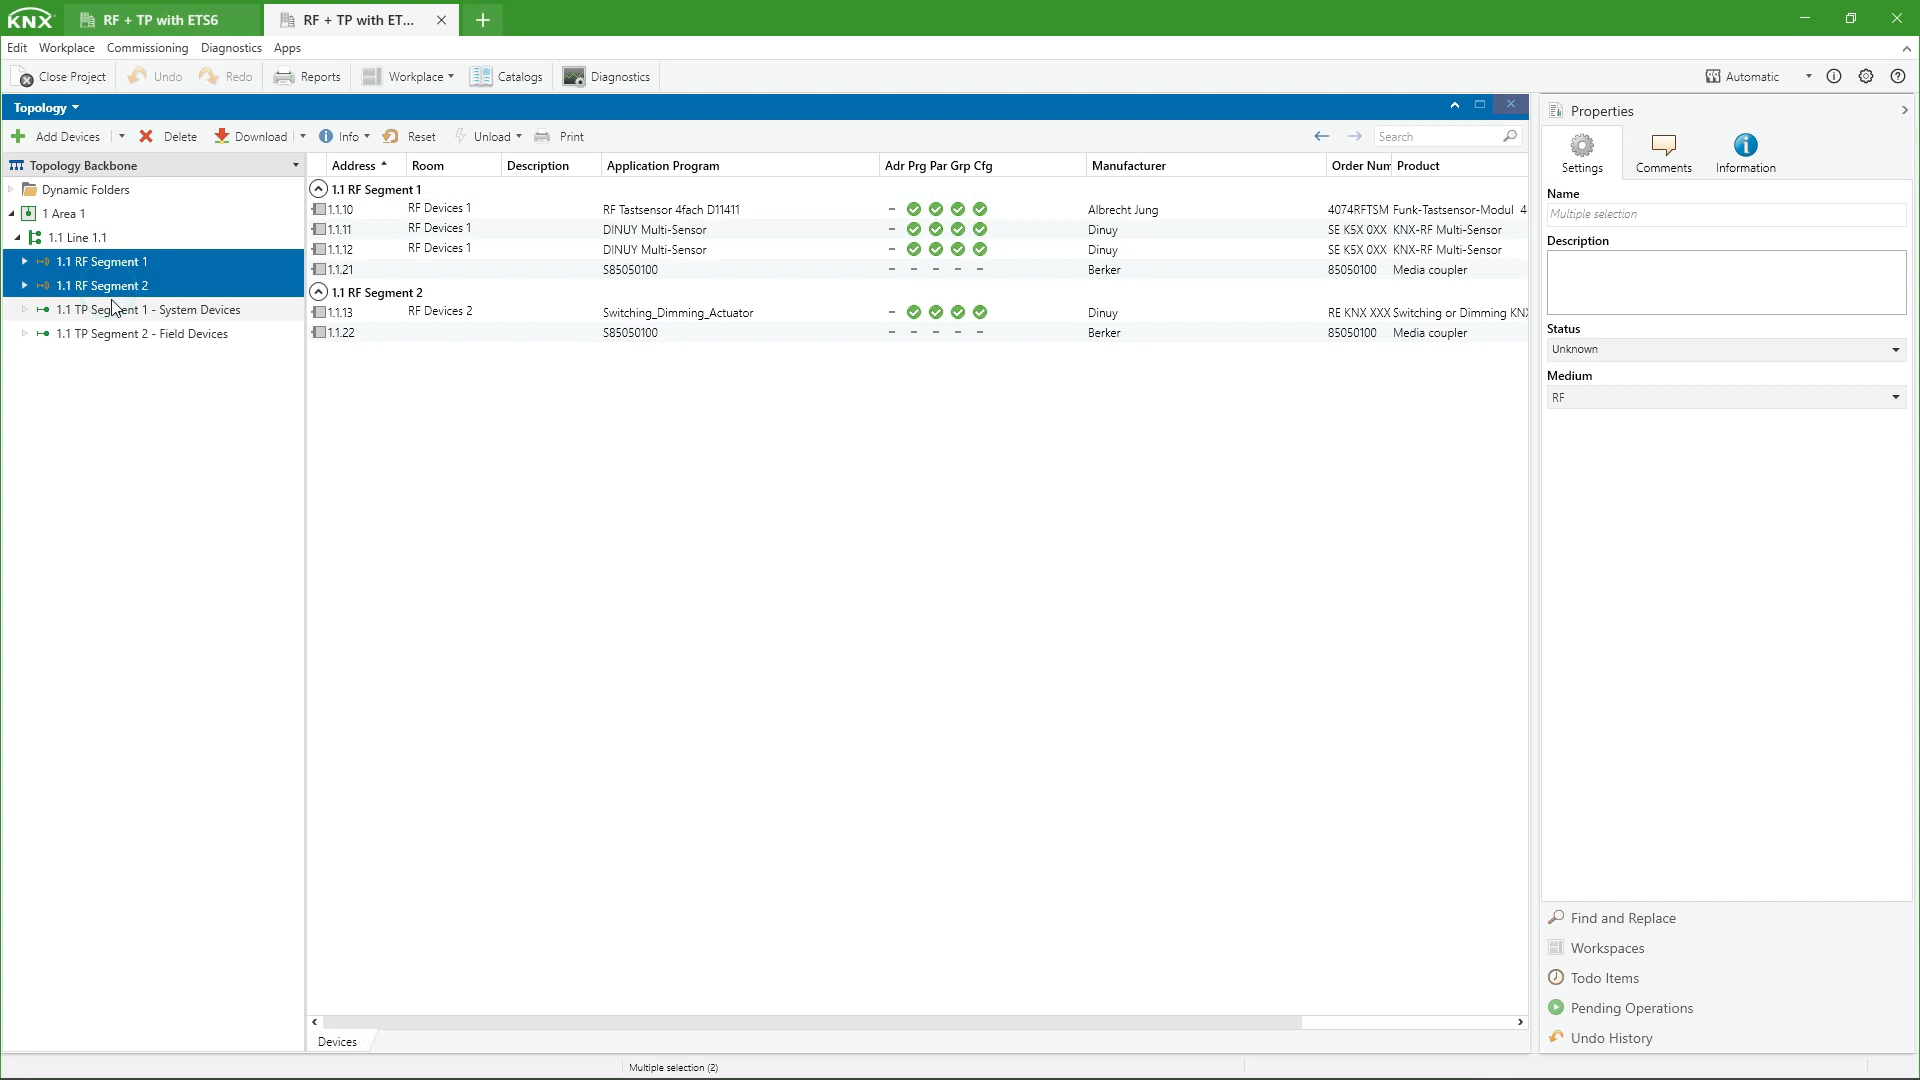 KNX RF + TP with ETS6 RF + TP with ET...
Edit Workplace Commissioning Diagnostics Apps
Close Project Undo Redo Reports Workplace Catalogs Diagnostics Automatic
Topology
Add Devices Delete Download Info Reset Unload Print Search
Topology Backbone
Dynamic Folders
1 Area 1
1.1 Line 1.1
1.1 RF Segment 1
1.1 RF Segment 2
1.1 TP Segment 1 - System Devices
1.1 TP Segment 2 - Field Devices
Address Room Description Application Program Adr Prg Par Grp Cfg Manufacturer Order Num Product
1.1 RF Segment 1
1.1.10 RF Devices 1 RF Tastsensor 4fach D11411 - Albrecht Jung 4074RFTSM Funk-Tastsensor-Modul 4-
1.1.11 RF Devices 1 DINUY Multi-Sensor - Dinuy SE K5X 0XX KNX-RF Multi-Sensor
1.1.12 RF Devices 1 DINUY Multi-Sensor - Dinuy SE K5X 0XX KNX-RF Multi-Sensor
1.1.21 S85050100 - - - - - Berker 85050100 Media coupler
1.1 RF Segment 2
1.1.13 RF Devices 2 Switching_Dimming_Actuator - Dinuy RE KNX XXX Switching or Dimming KNX
1.1.22 S85050100 - - - - - Berker 85050100 Media coupler
Devices
Properties
Settings Comments Information
Name
Multiple selection
Description
Status
Unknown
Medium
RF
Find and Replace
Workspaces
Todo Items
Pending Operations
Undo History
Multiple selection (2)